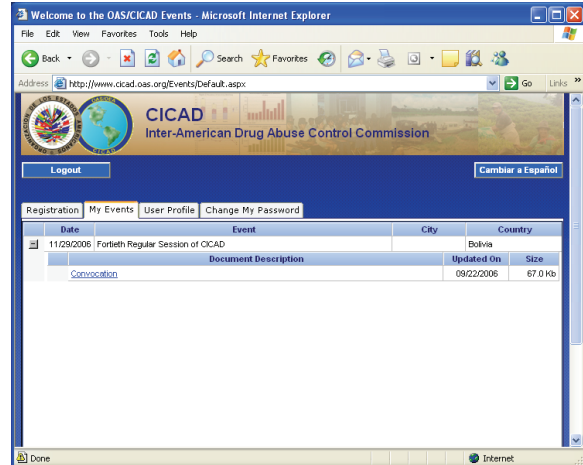 Welcome to the OAS/CICAD Events - Microsoft Internet Explorer
File Edit View Favorites Tools Help
Back Search Favorites
Address http://www.cicad.oas.org/Events/Default.aspx Go Links »
CICAD
Inter-American Drug Abuse Control Commission
Logout Cambiar a Español
Registration My Events User Profile Change My Password
Date Event City Country
11/29/2006 Fortieth Regular Session of CICAD Bolivia
Document Description Updated On Size
Convocation 09/22/2006 67.0 Kb
Done Internet